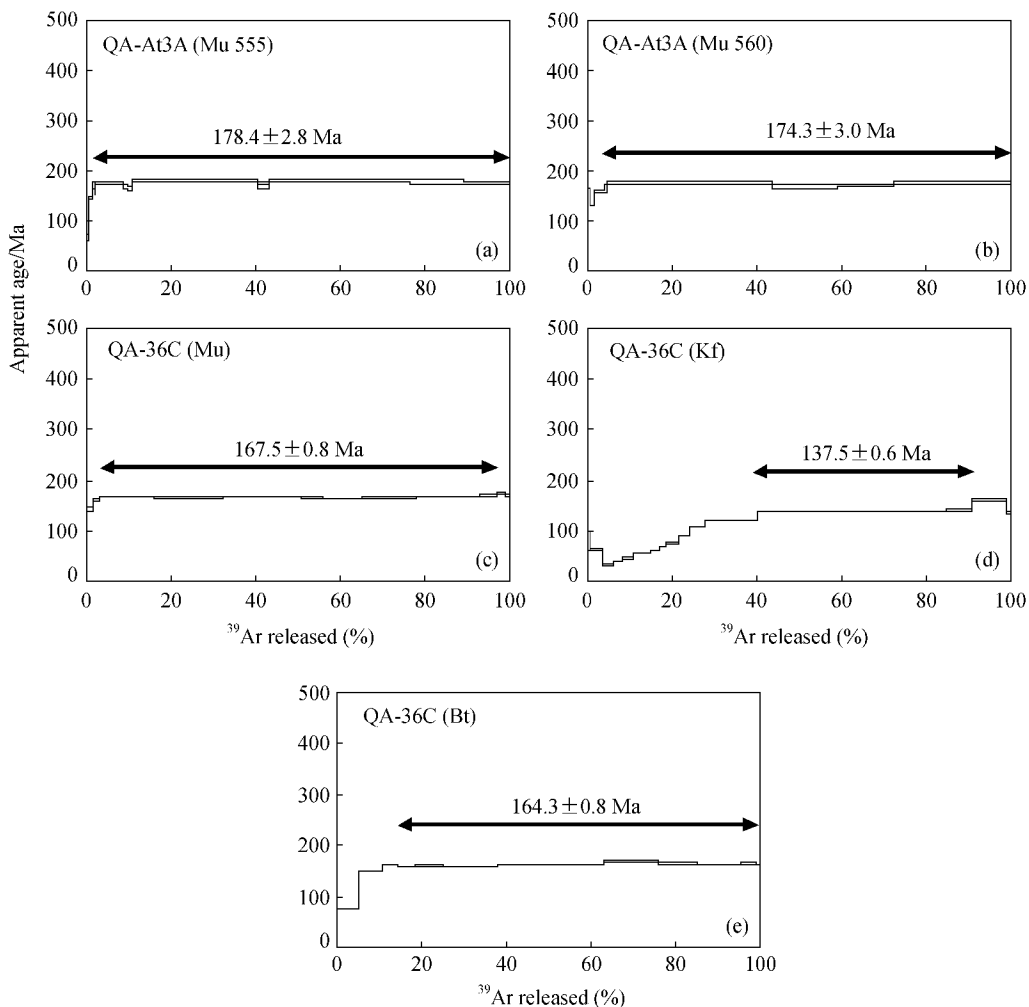 500
400
300
200
100
0
QA-At3A (Mu 555)
178.4±2.8 Ma
(a)
0 20 40 60 80 100
500
400
300
200
100
0
QA-At3A (Mu 560)
174.3±3.0 Ma
(b)
0 20 40 60 80 100
Apparent age/Ma
500
400
300
200
100
0
QA-36C (Mu)
167.5±0.8 Ma
(c)
0 20 40 60 80 100
³⁹Ar released (%)
500
400
300
200
100
0
QA-36C (Kf)
137.5±0.6 Ma
(d)
0 20 40 60 80 100
³⁹Ar released (%)
500
400
300
200
100
0
QA-36C (Bt)
164.3±0.8 Ma
(e)
0 20 40 60 80 100
³⁹Ar released (%)